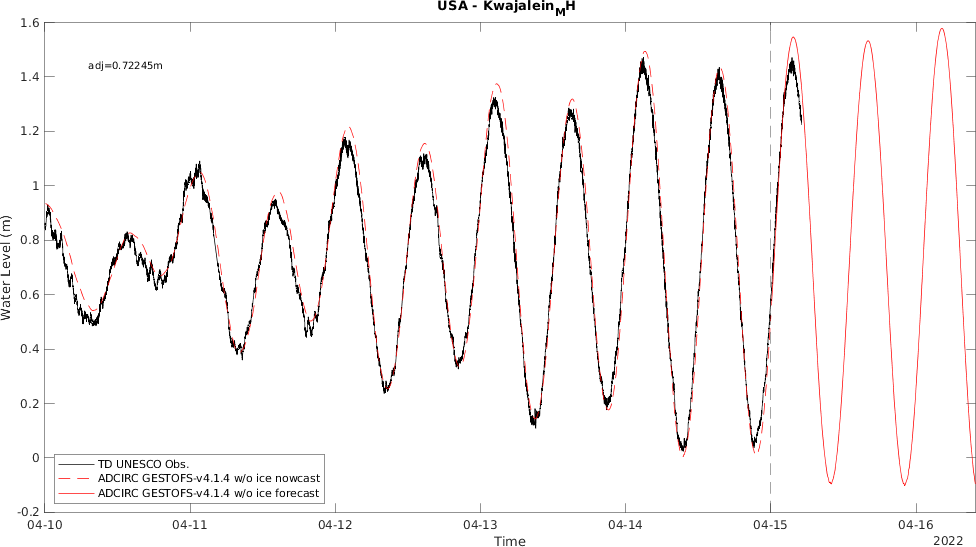 USA - Kwajalein_MH
adj=0.72245m
Water Level (m)
1.6
1.4
1.2
1
0.8
0.6
0.4
0.2
0
-0.2
TD UNESCO Obs.
ADCIRC GESTOFS-v4.1.4 w/o ice nowcast
ADCIRC GESTOFS-v4.1.4 w/o ice forecast
04-10 04-11 04-12 04-13 04-14 04-15 04-16
Time
2022